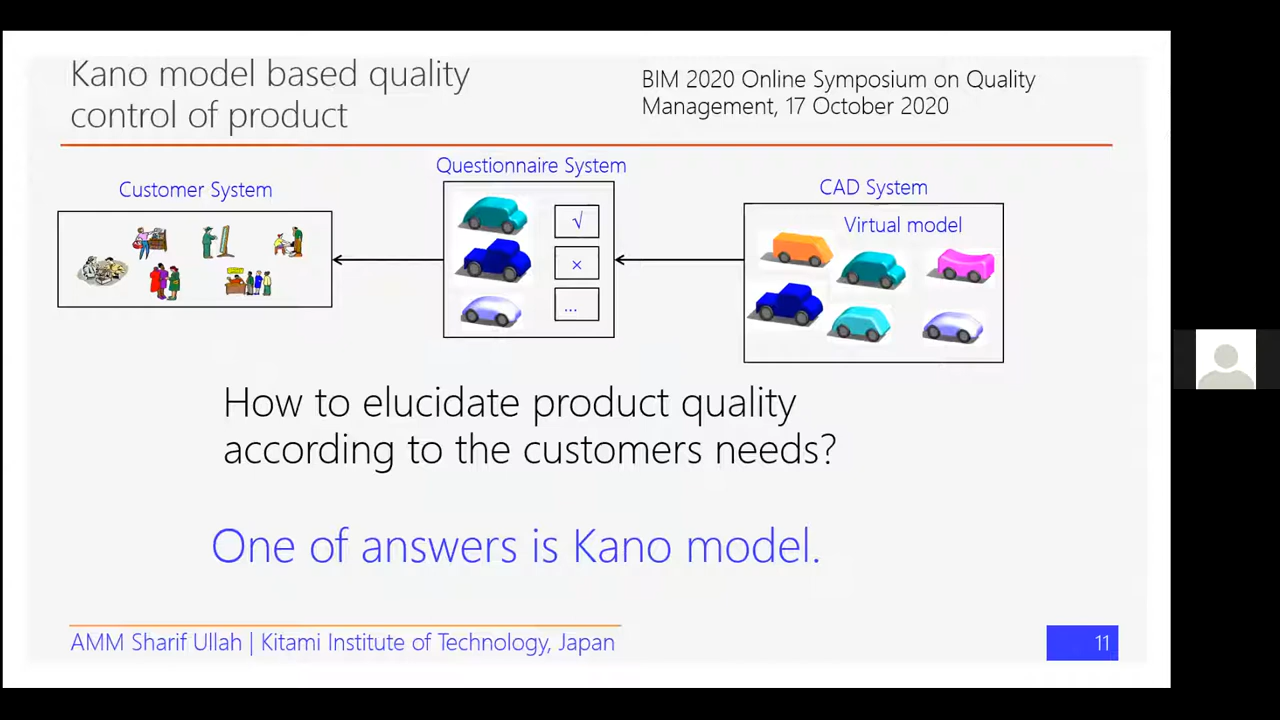 Kano model based quality
control of product
BIM 2020 Online Symposium on Quality
Management, 17 October 2020
Customer System
Questionnaire System
CAD System
Virtual model
√
×
...
How to elucidate product quality
according to the customers needs?
One of answers is Kano model.
AMM Sharif Ullah | Kitami Institute of Technology, Japan
11